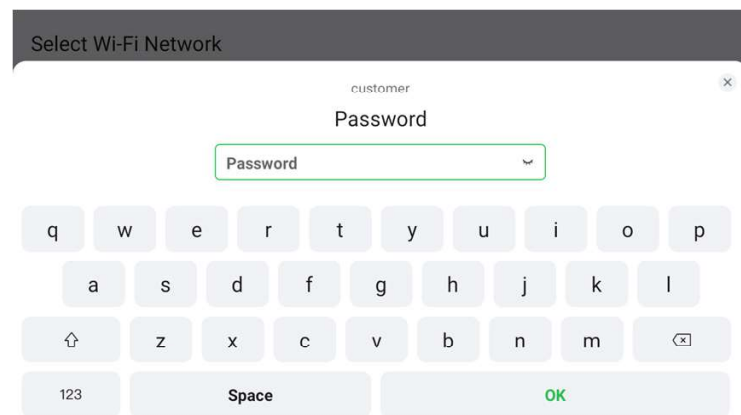 Select Wi-Fi Network
customer
Password
Password
q w e r t y u i o p
a s d f g h j k l
z x c v b n m
123 Space OK